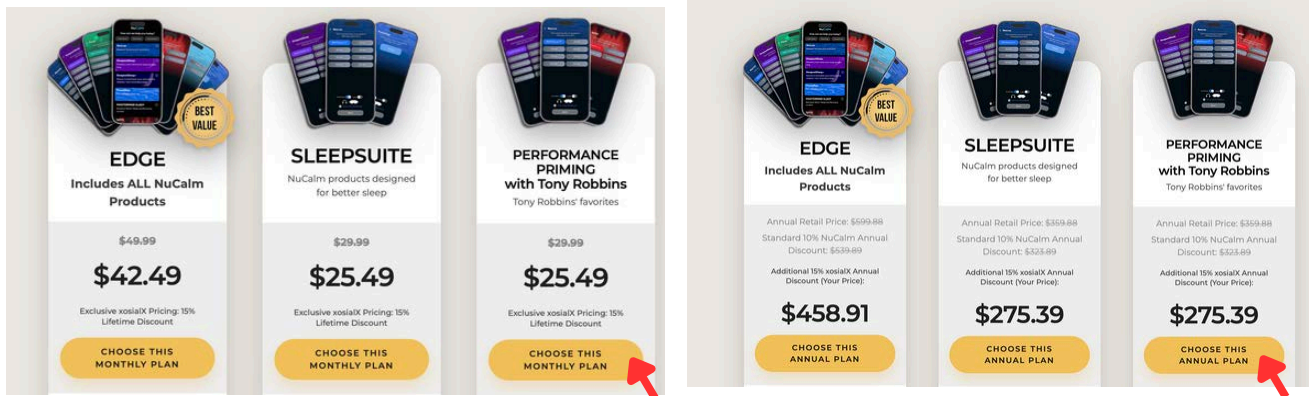 BEST
VALUE
EDGE
Includes ALL NuCalm
Products
$49.99
$42.49
Exclusive xosialX Pricing: 15%
Lifetime Discount
CHOOSE THIS
MONTHLY PLAN
SLEEPSUITE
NuCalm products designed
for better sleep
$29.99
$25.49
Exclusive xosialX Pricing: 15%
Lifetime Discount
CHOOSE THIS
MONTHLY PLAN
PERFORMANCE
PRIMING
with Tony Robbins
Tony Robbins' favorites
$29.99
$25.49
Exclusive xosialX Pricing: 15%
Lifetime Discount
CHOOSE THIS
MONTHLY PLAN
BEST
VALUE
EDGE
Includes ALL NuCalm
Products
Annual Retail Price: $599.88
Standard 10% NuCalm Annual
Discount: $539.89
Additional 15% xosialX Annual
Discount (Your Price):
$458.91
CHOOSE THIS
ANNUAL PLAN
SLEEPSUITE
NuCalm products designed
for better sleep
Annual Retail Price: $359.88
Standard 10% NuCalm Annual
Discount: $323.89
Additional 15% xosialX Annual
Discount (Your Price):
$275.39
CHOOSE THIS
ANNUAL PLAN
PERFORMANCE
PRIMING
with Tony Robbins
Tony Robbins' favorites
Annual Retail Price: $359.88
Standard 10% NuCalm Annual
Discount: $323.89
Additional 15% xosialX Annual
Discount (Your Price):
$275.39
CHOOSE THIS
ANNUAL PLAN